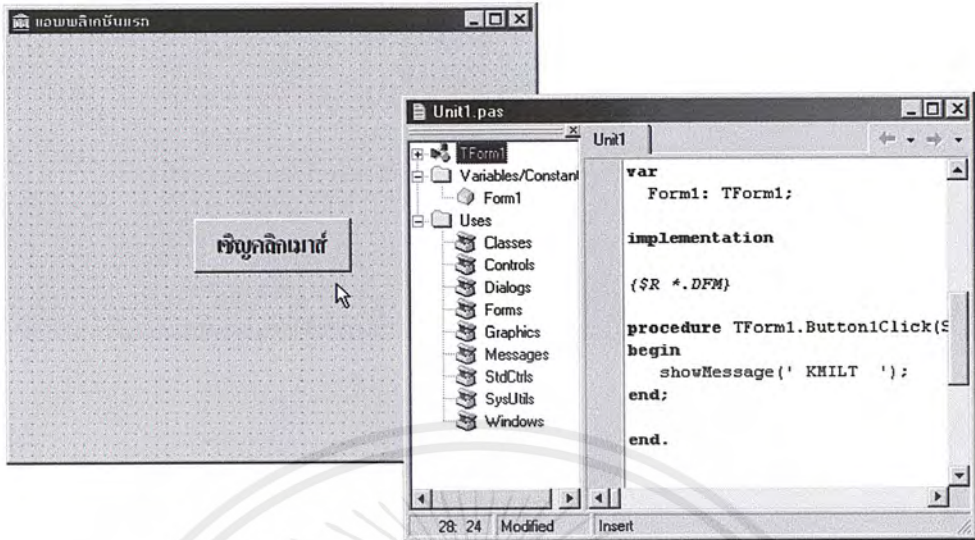 แอพพลิเคชันแรก
เชิญคลิกเมาส์
Unit1.pas
TForm1
Variables/Constant
Form1
Uses
Classes
Controls
Dialogs
Forms
Graphics
Messages
StdCtrls
SysUtils
Windows
Unit1
var
Form1: TForm1;
implementation
{$R *.DFM}
procedure TForm1.Button1Click(S
begin
showMessage(' KMILT ');
end;
end.
28: 24
Modified
Insert